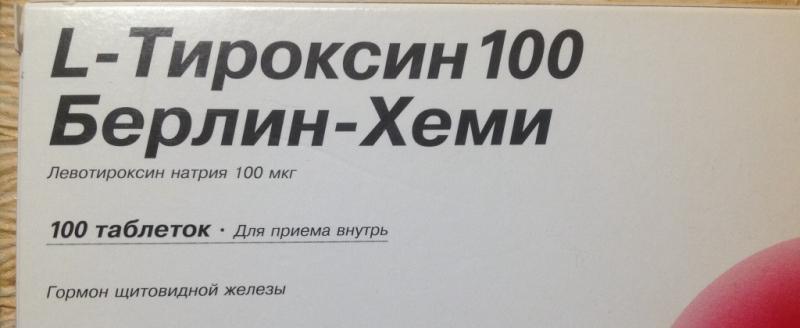 L-Тироксин 100
Берлин-Хеми
Левотироксин натрия 100 мкг
100 таблеток · Для приема внутрь
Гормон щитовидной железы